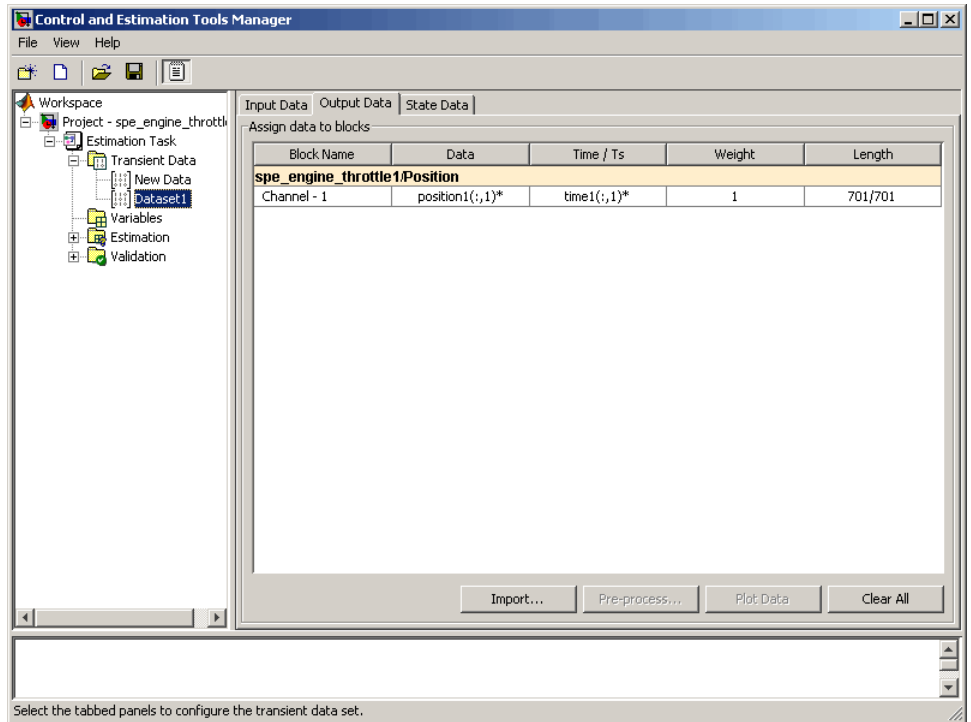 Control and Estimation Tools Manager
File View Help
Workspace
Project - spe_engine_throttl
Estimation Task
Transient Data
New Data
Dataset1
Variables
Estimation
Validation
Input Data Output Data State Data
Assign data to blocks
Block Name Data Time / Ts Weight Length
spe_engine_throttle1/Position
Channel - 1 position1(:,1)* time1(:,1)* 1 701/701
Import... Pre-process... Plot Data Clear All
Select the tabbed panels to configure the transient data set.